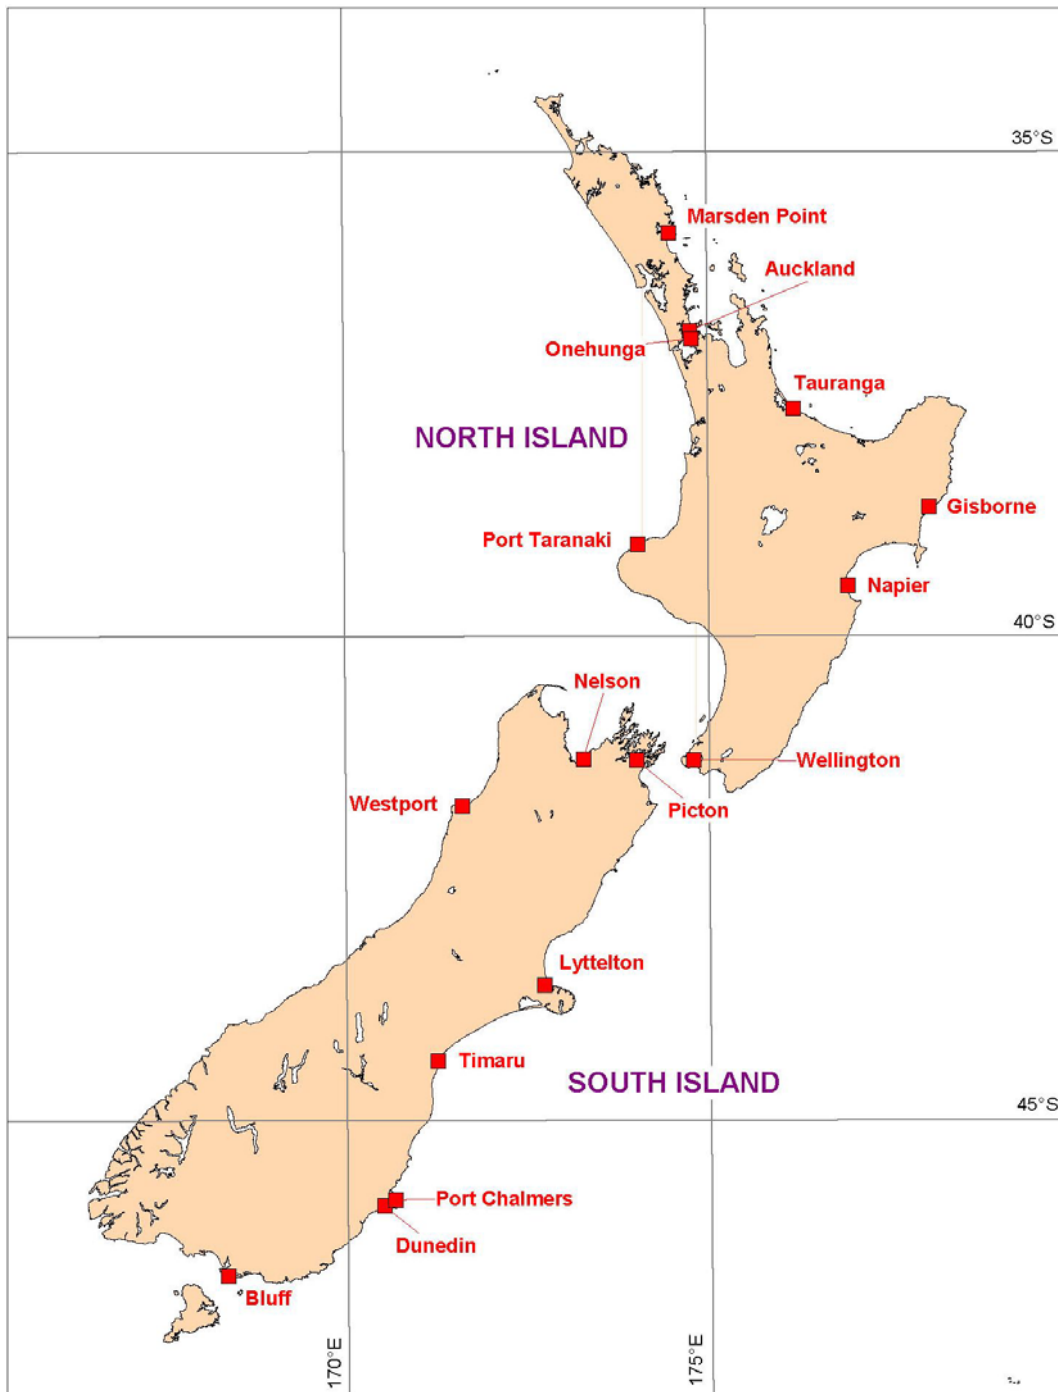 35°S
Marsden Point
Auckland
Onehunga
Tauranga
NORTH ISLAND
Gisborne
Port Taranaki
Napier
40°S
Nelson
Wellington
Westport
Picton
Lyttelton
Timaru
SOUTH ISLAND
45°S
Port Chalmers
Dunedin
Bluff
170°E
175°E